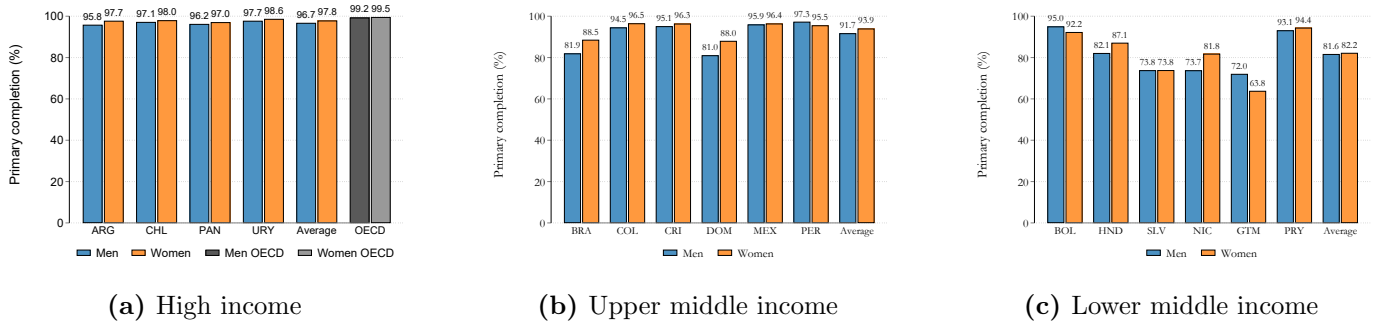 Primary completion (%)
100
80
60
40
20
0
95.8 97.7 97.1 98.0 96.2 97.0 97.7 98.6 96.7 97.8 99.2 99.5
ARG CHL PAN URY Average OECD
Men Women Men OECD Women OECD
(a) High income
Primary completion (%)
100
80
60
40
20
0
81.9 88.5 94.5 96.5 95.1 96.3 81.0 88.0 95.9 96.4 97.3 95.5 91.7 93.9
BRA COL CRI DOM MEX PER Average
Men Women
(b) Upper middle income
Primary completion (%)
100
80
60
40
20
0
95.0 92.2 82.1 87.1 73.8 73.8 73.7 81.8 72.0 63.8 93.1 94.4 81.6 82.2
BOL HND SLV NIC GTM PRY Average
Men Women
(c) Lower middle income